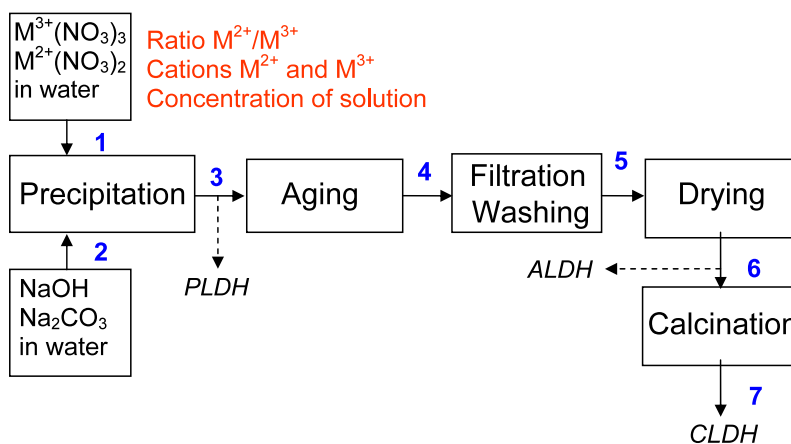 M³⁺(NO₃)₃
M²⁺(NO₃)₂
in water
Ratio M²⁺/M³⁺
Cations M²⁺ and M³⁺
Concentration of solution
1
Precipitation
2
NaOH
Na₂CO₃
in water
3
PLDH
Aging
4
Filtration
Washing
5
Drying
ALDH
6
Calcination
7
CLDH